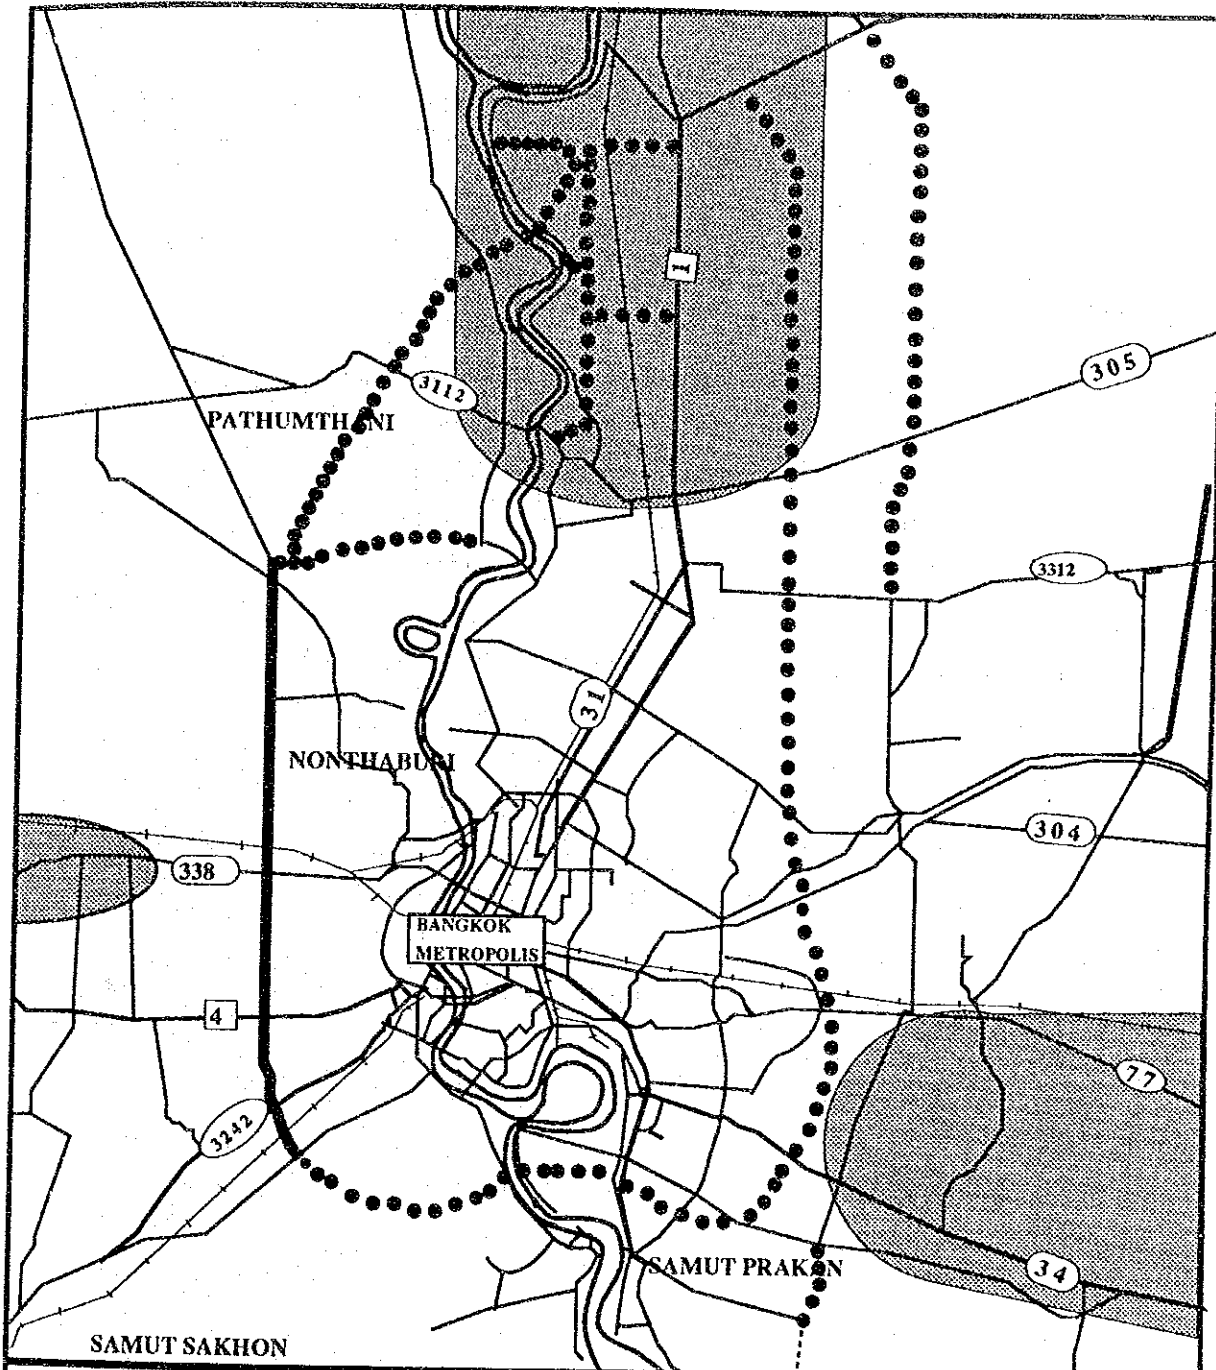 1
305
3112
PATHUMTHANI
3312
31
NONTHABURI
304
338
BANGKOK
METROPOLIS
4
77
3242
SAMUT PRAKAN
34
SAMUT SAKHON